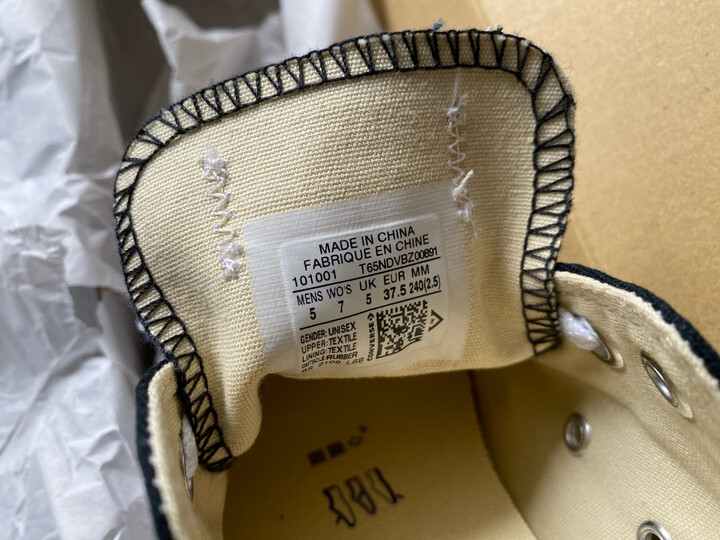 MADE IN CHINA
FABRIQUE EN CHINE
101001 T65NDVBZ00891
MENS WO'S UK EUR MM
5 7 5 37.5 240(2.5)
GENDER: UNISEX
UPPER: TEXTILE
LINING: TEXTILE
OUTSOLE: RUBBER
CONVERSE